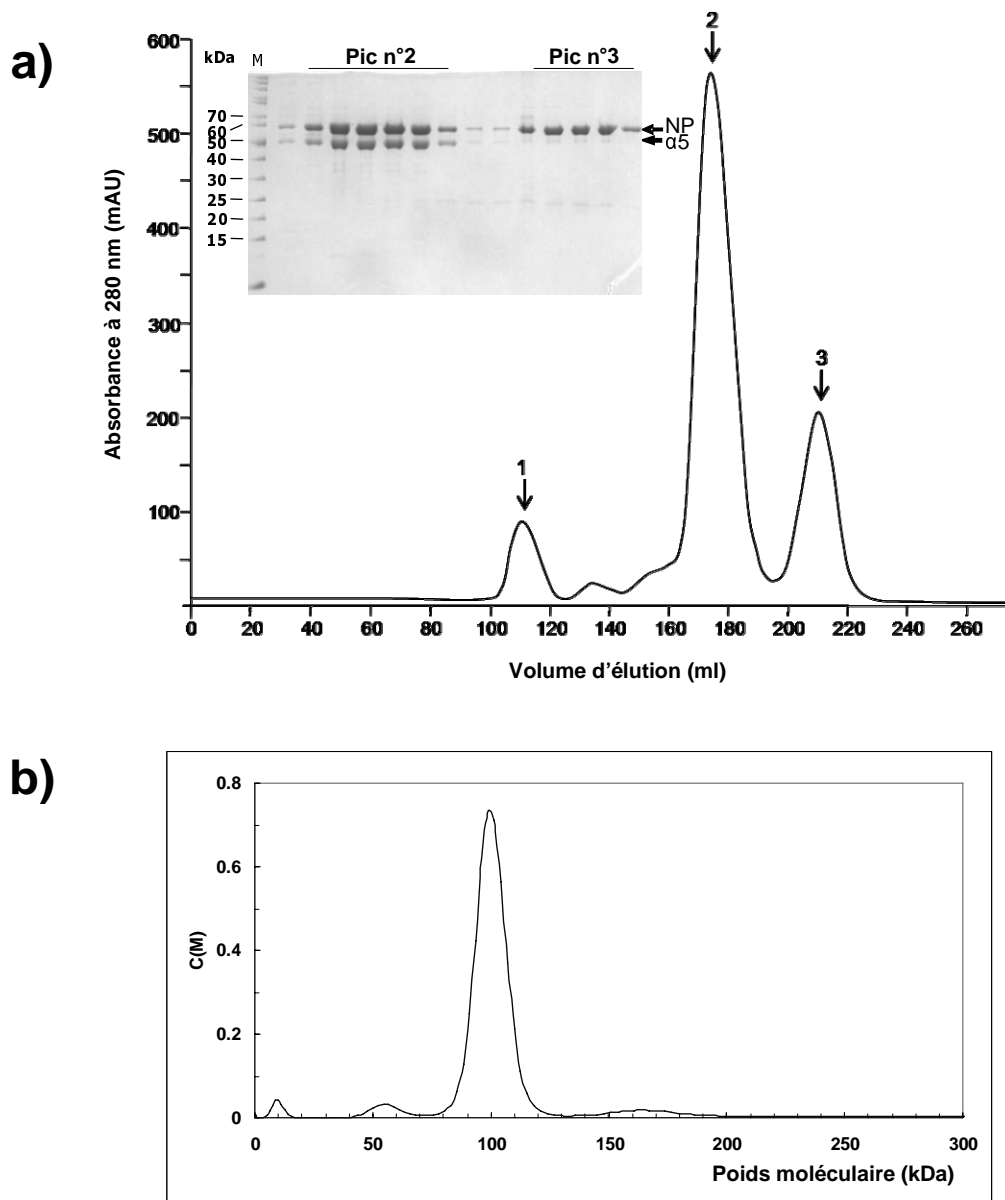 a)
kDa M Pic n°2 Pic n°3
70
60
50
40
30
25
20
15
NP
α5
Absorbance à 280 nm (mAU)
600
500
400
300
200
100
1
2
3
0 20 40 60 80 100 120 140 160 180 200 220 240 260
Volume d'élution (ml)
b)
C(M)
0.8
0.6
0.4
0.2
0
0 50 100 150 200 250 300
Poids moléculaire (kDa)